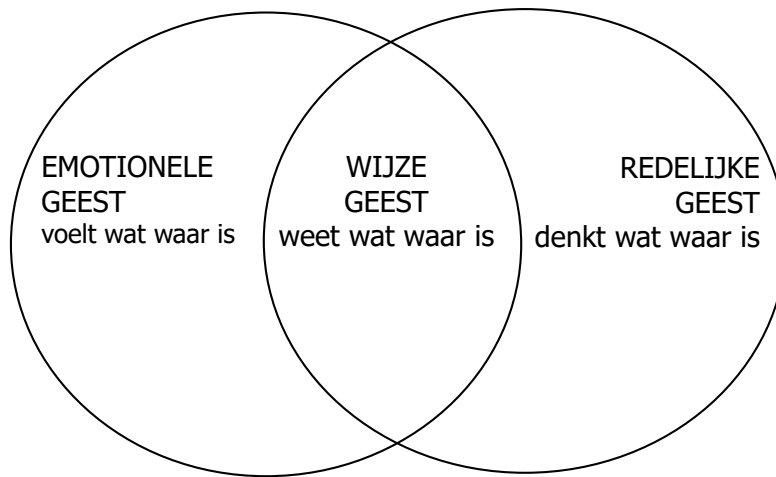 EMOTIONELE
GEEST
voelt wat waar is
WIJZE
GEEST
weet wat waar is
REDELIJKE
GEEST
denkt wat waar is